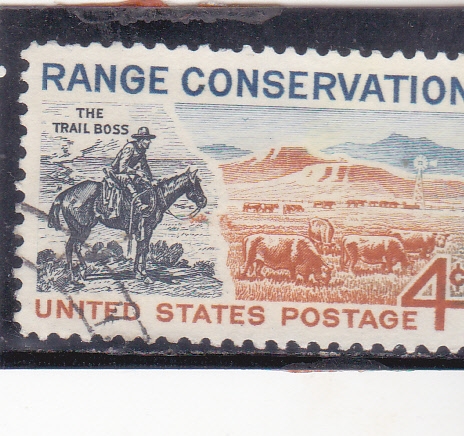 RANGE CONSERVATION
THE
TRAIL BOSS
4¢
UNITED STATES POSTAGE